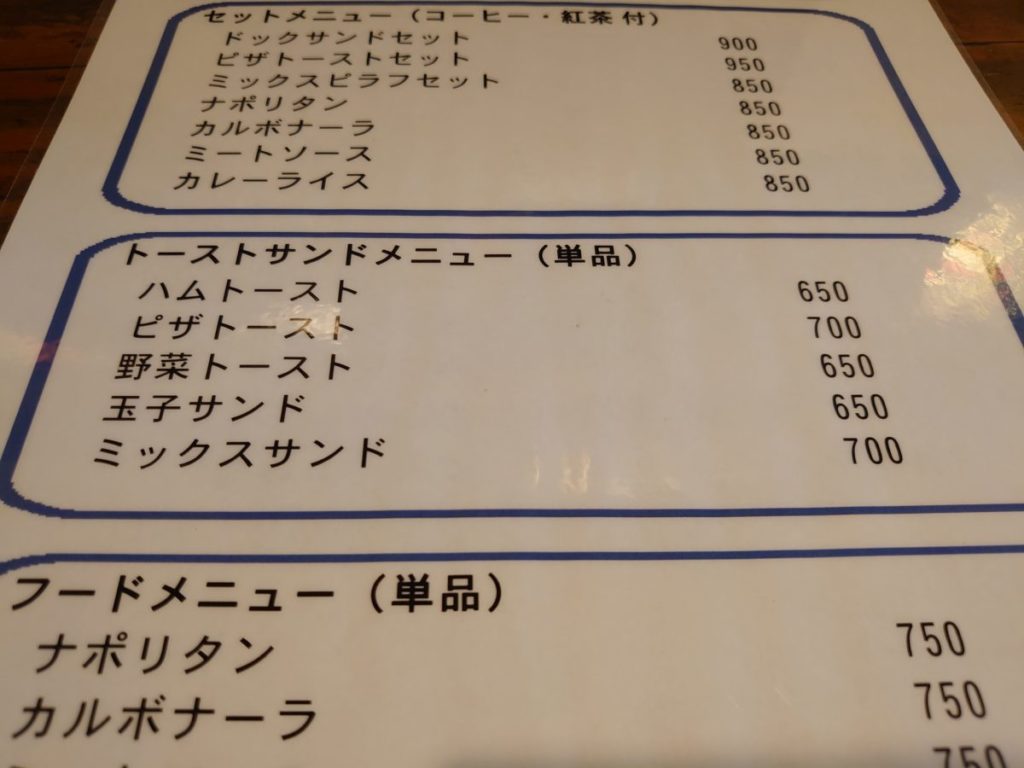 セットメニュー（コーヒー・紅茶 付）
ドックサンドセット 900
ピザトーストセット 950
ミックスピラフセット 850
ナポリタン 850
カルボナーラ 850
ミートソース 850
カレーライス 850
トーストサンドメニュー（単品）
ハムトースト 650
ピザトースト 700
野菜トースト 650
玉子サンド 650
ミックスサンド 700
フードメニュー（単品）
ナポリタン 750
カルボナーラ 750
750